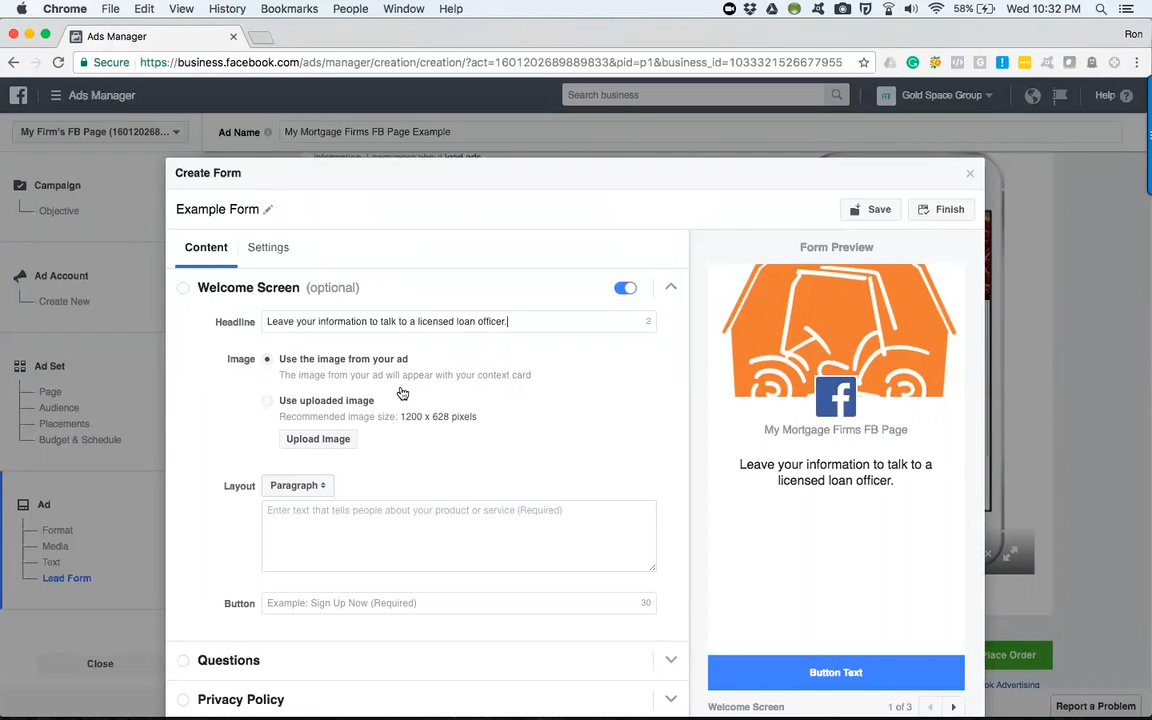 Chrome File Edit View History Bookmarks People Window Help 58% Wed 10:32 PM
Ads Manager Ron
Secure https://business.facebook.com/ads/manager/creation/creation/?act=1601202689889833&pid=p1&business_id=1033321526677955
Ads Manager Search business AT Gold Space Group Help
My Firm's FB Page (160120268... Ad Name My Mortgage Firms FB Page Example
Create Form
Example Form Save Finish
Content Settings Form Preview
Welcome Screen (optional)
Headline Leave your information to talk to a licensed loan officer. 2
Image Use the image from your ad
The image from your ad will appear with your context card
Use uploaded image
Recommended image size: 1200 x 628 pixels
Upload Image
Layout Paragraph
Enter text that tells people about your product or service (Required)
Button Example: Sign Up Now (Required) 30
Questions
Privacy Policy
My Mortgage Firms FB Page
Leave your information to talk to a
licensed loan officer.
Button Text
Welcome Screen 1 of 3
Campaign
Objective
Ad Account
Create New
Ad Set
Page
Audience
Placements
Budget & Schedule
Ad
Format
Media
Text
Lead Form
Close
Place Order
ook Advertising
Report a Problem